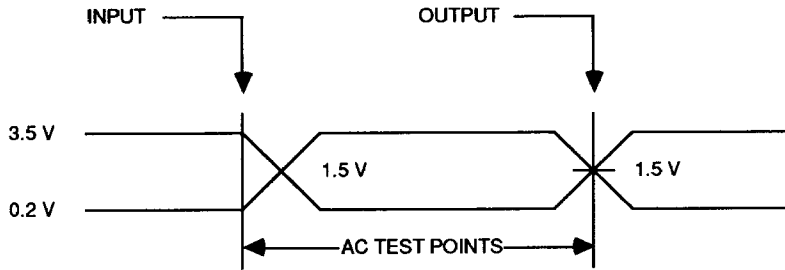 INPUT
OUTPUT
3.5 V
1.5 V
1.5 V
0.2 V
AC TEST POINTS